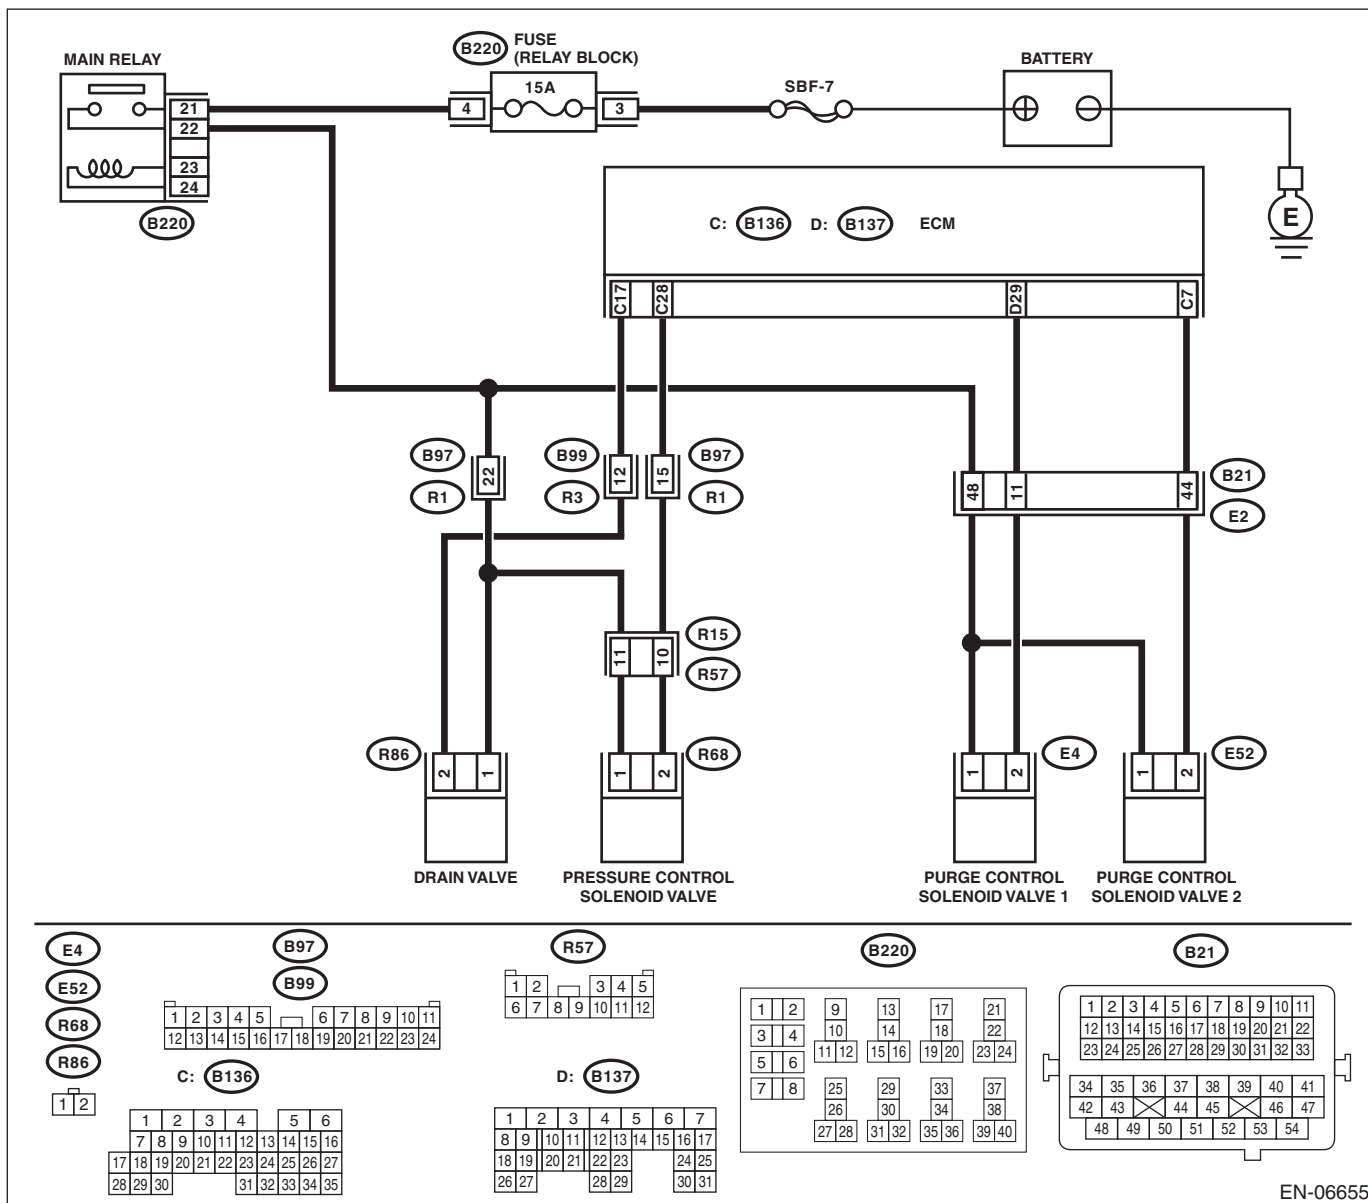 B220 FUSE
(RELAY BLOCK)
MAIN RELAY
BATTERY
15A
SBF-7
21
4
3
22
23
24
B220
E
C: B136 D: B137 ECM
C17 C28 D29 C7
B97 B99 B97
22 12 15
R1 R3 R1
B21
48 11 44
E2
R15
11 10
R57
R86 R68 E4 E52
2 1 1 2 1 2 1 2
DRAIN VALVE
PRESSURE CONTROL
SOLENOID VALVE
PURGE CONTROL
SOLENOID VALVE 1
PURGE CONTROL
SOLENOID VALVE 2
E4
E52
R68
R86
1 2
B97
B99
1 2 3 4 5 6 7 8 9 10 11
12 13 14 15 16 17 18 19 20 21 22 23 24
C: B136
1 2 3 4 5 6
7 8 9 10 11 12 13 14 15 16
17 18 19 20 21 22 23 24 25 26 27
28 29 30 31 32 33 34 35
R57
1 2 3 4 5
6 7 8 9 10 11 12
D: B137
1 2 3 4 5 6 7
8 9 10 11 12 13 14 15 16 17
18 19 20 21 22 23 24 25
26 27 28 29 30 31
B220
1 2 9 13 17 21
3 4 10 14 18 22
5 6 11 12 15 16 19 20 23 24
7 8 25 29 33 37
26 30 34 38
27 28 31 32 35 36 39 40
B21
1 2 3 4 5 6 7 8 9 10 11
12 13 14 15 16 17 18 19 20 21 22
23 24 25 26 27 28 29 30 31 32 33
34 35 36 37 38 39 40 41
42 43 44 45 46 47
48 49 50 51 52 53 54
EN-06655